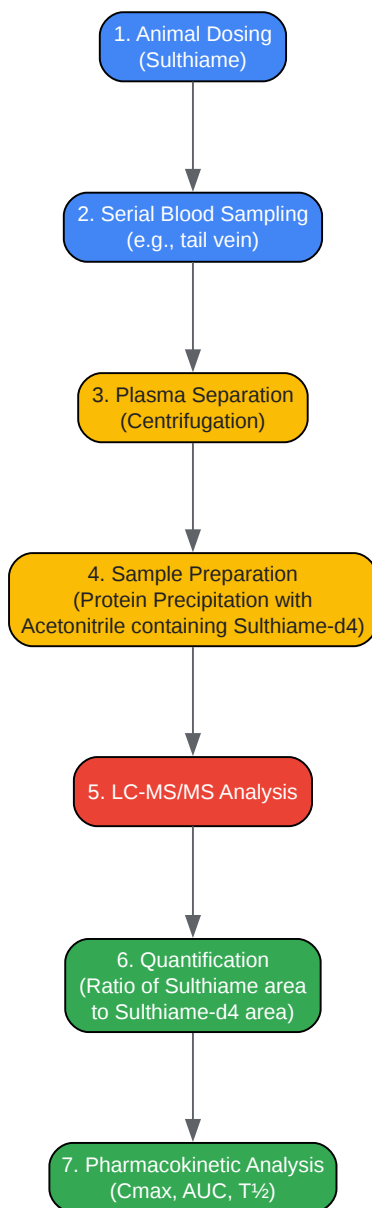 1. Animal Dosing
(Sulthiame)
2. Serial Blood Sampling
(e.g., tail vein)
3. Plasma Separation
(Centrifugation)
4. Sample Preparation
(Protein Precipitation with
Acetonitrile containing Sulthiame-d4)
5. LC-MS/MS Analysis
6. Quantification
(Ratio of Sulthiame area
to Sulthiame-d4 area)
7. Pharmacokinetic Analysis
(Cmax, AUC, T½)